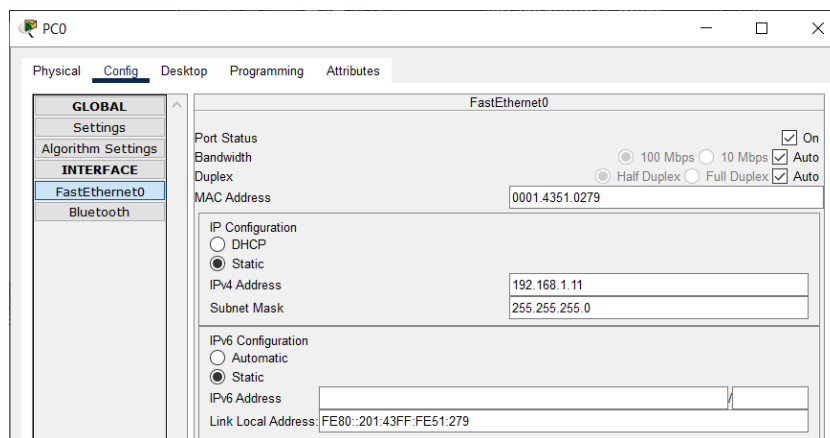 PC0
Physical Config Desktop Programming Attributes
GLOBAL
Settings
Algorithm Settings
INTERFACE
FastEthernet0
Bluetooth
FastEthernet0
Port Status On
Bandwidth 100 Mbps 10 Mbps Auto
Duplex Half Duplex Full Duplex Auto
MAC Address 0001.4351.0279
IP Configuration
DHCP
Static
IPv4 Address 192.168.1.11
Subnet Mask 255.255.255.0
IPv6 Configuration
Automatic
Static
IPv6 Address /
Link Local Address: FE80::201:43FF:FE51:279